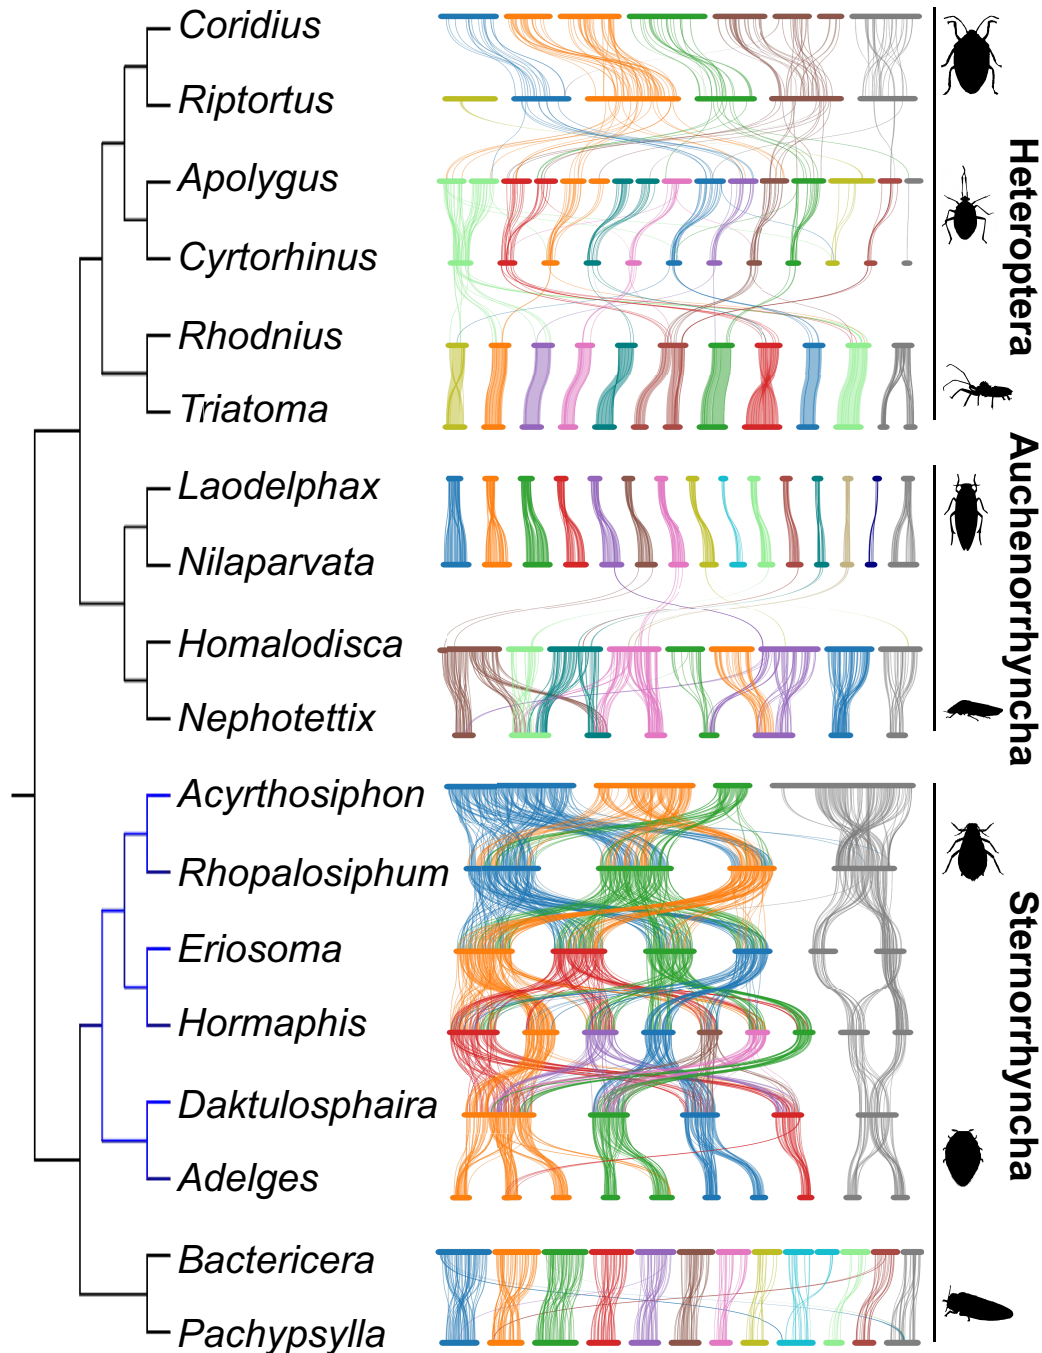 Coridius
Riptortus
Apolygus
Cyrtorhinus
Rhodnius
Triatoma
Heteroptera
Laodelphax
Nilaparvata
Homalodisca
Nephotettix
Auchenorrhyncha
Acyrthosiphon
Rhopalosiphum
Eriosoma
Hormaphis
Daktulosphaira
Adelges
Bactericera
Pachypsylla
Sternorrhyncha